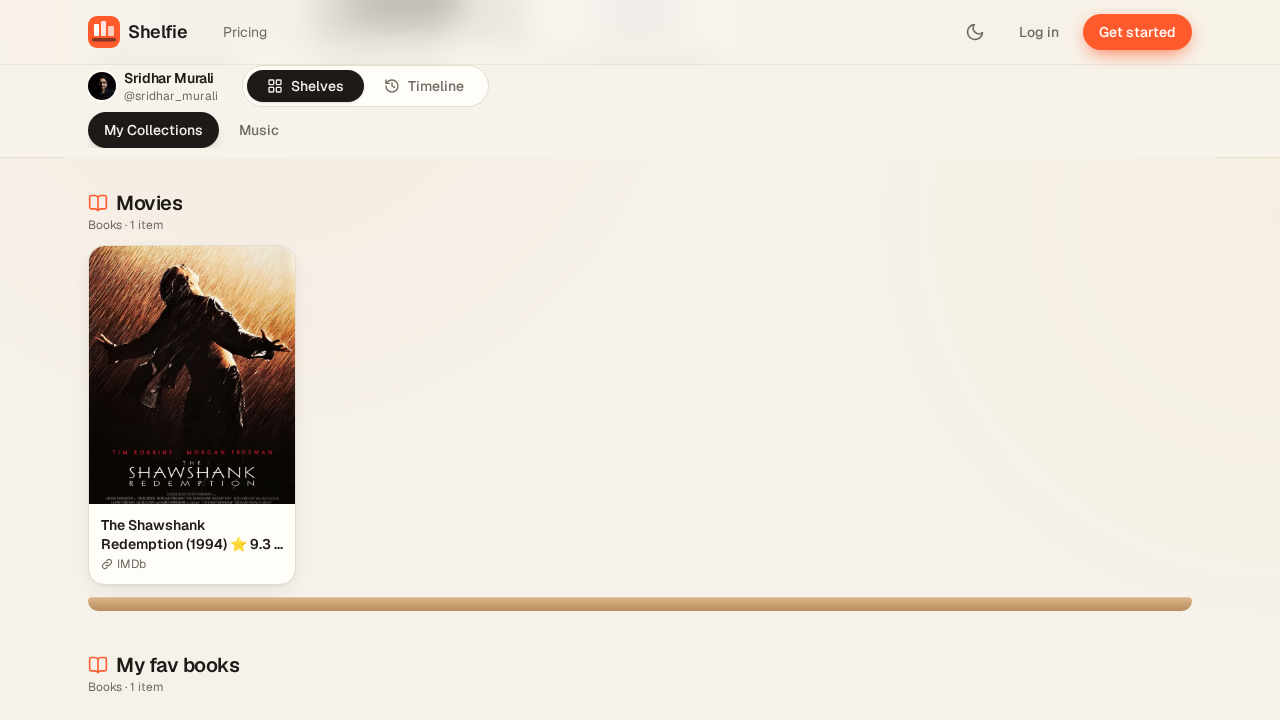 Shelfie
Pricing
Log in
Get started
Sridhar Murali
@sridhar_murali
Shelves
Timeline
My Collections
Music
Movies
Books · 1 item
TIM ROBBINS MORGAN FREEMAN
THE
SHAWSHANK
REDEMPTION
The Shawshank
Redemption (1994) ⭐ 9.3 ...
IMDb
My fav books
Books · 1 item